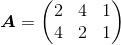 A = (2 4 1
4 2 1)